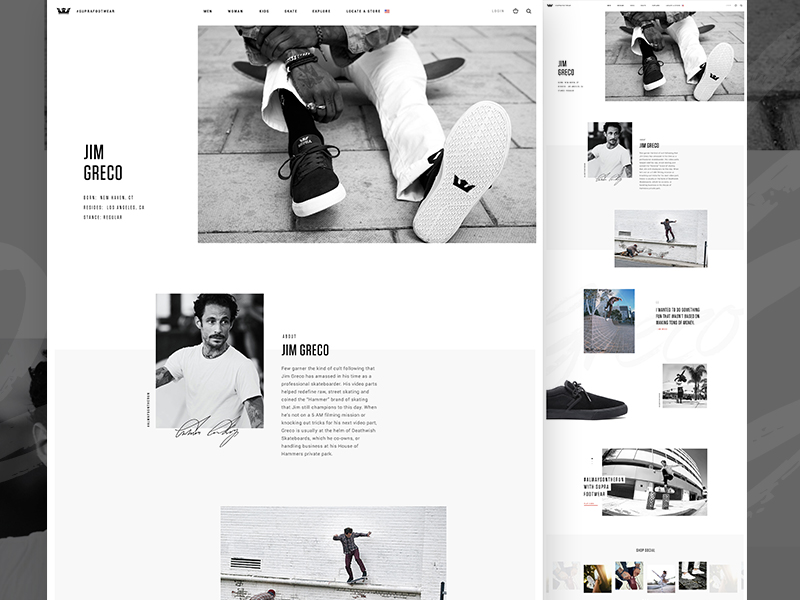 #SUPRAFOOTWEAR
MEN WOMAN KIDS SKATE EXPLORE LOCATE A STORE
LOGIN
SUPRA
JIM
GRECO
BORN: NEW HAVEN, CT
RESIDES: LOS ANGELES, CA
STANCE: REGULAR
#ALWAYSONTHERUN
ABOUT
JIM GRECO
Few garner the kind of cult following that
Jim Greco has amassed in his time as a
professional skateboarder. His video parts
helped redefine raw, street skating and
coined the "Hammer" brand of skating
that Jim still champions to this day. When
he's not on a 5 AM filming mission or
knocking out tricks for his next video part,
Greco is usually at the helm of Deathwish
Skateboards, which he co-owns, or
handling business at his House of
Hammers private park.
JIM
GRECO
JIM GRECO
I WANTED TO DO SOMETHING
FUN THAT WASN'T BASED ON
MAKING TONS OF MONEY.
Greco
#ALWAYSONTHERUN
WITH SUPRA
FOOTWEAR
SHOP SOCIAL